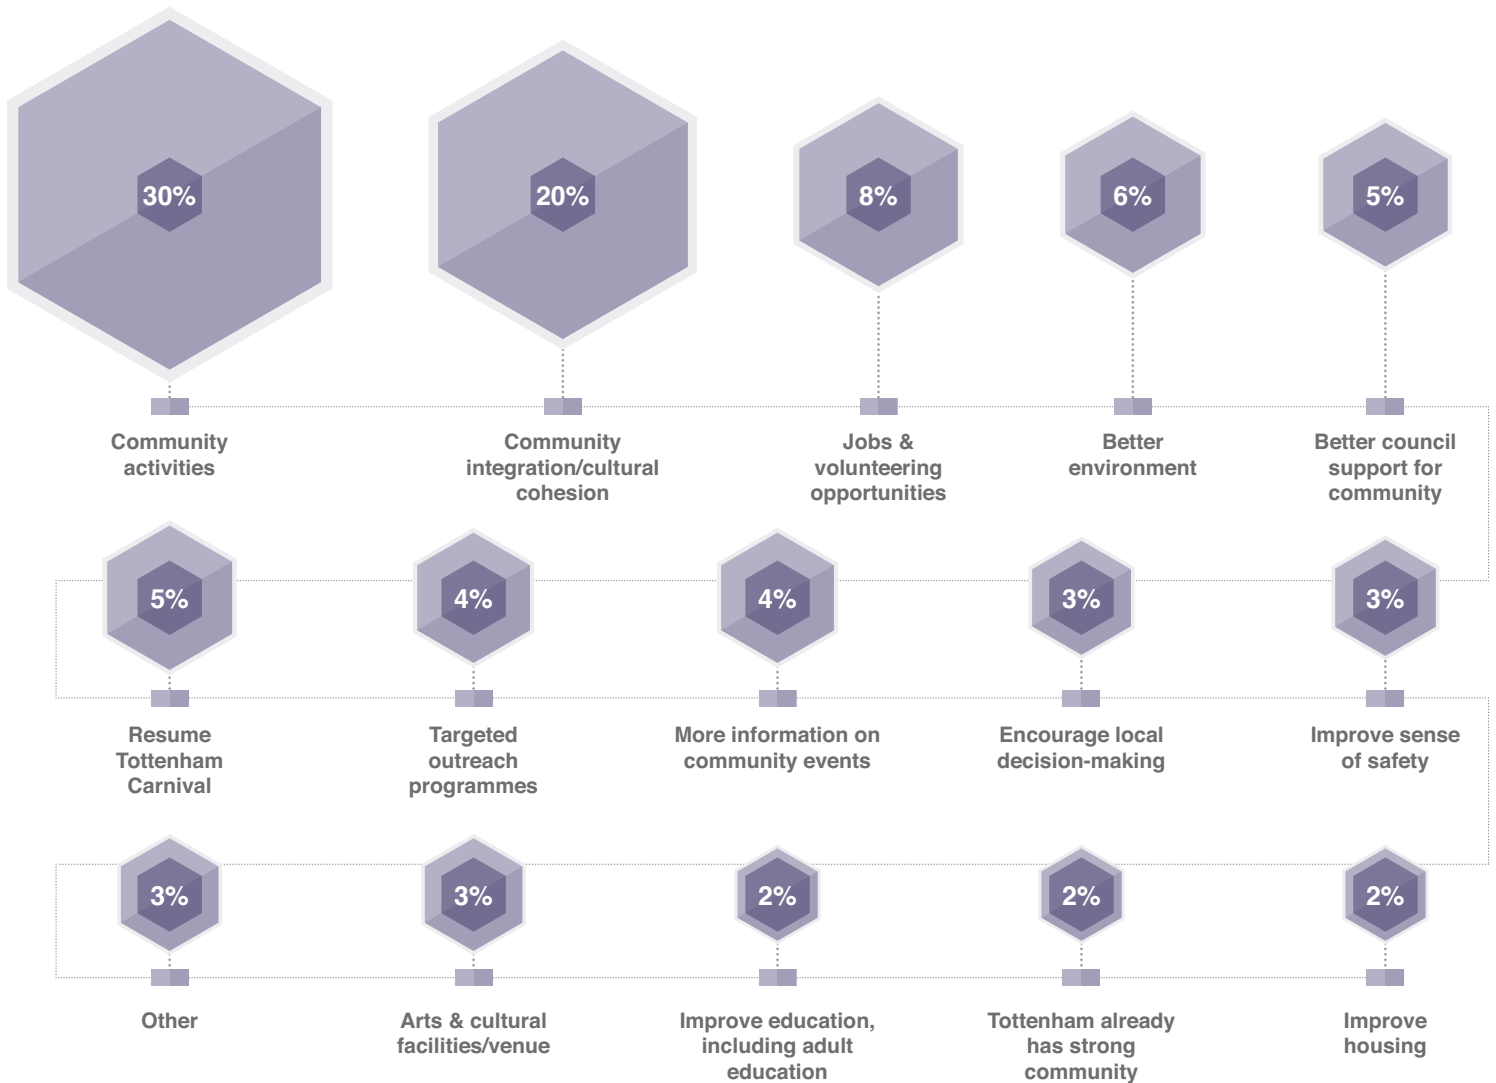 30%
20%
8%
6%
5%
Community
activities
Community
integration/cultural
cohesion
Jobs &
volunteering
opportunities
Better
environment
Better council
support for
community
5%
4%
4%
3%
3%
Resume
Tottenham
Carnival
Targeted
outreach
programmes
More information on
community events
Encourage local
decision-making
Improve sense
of safety
3%
3%
2%
2%
2%
Other
Arts & cultural
facilities/venue
Improve education,
including adult
education
Tottenham already
has strong
community
Improve
housing